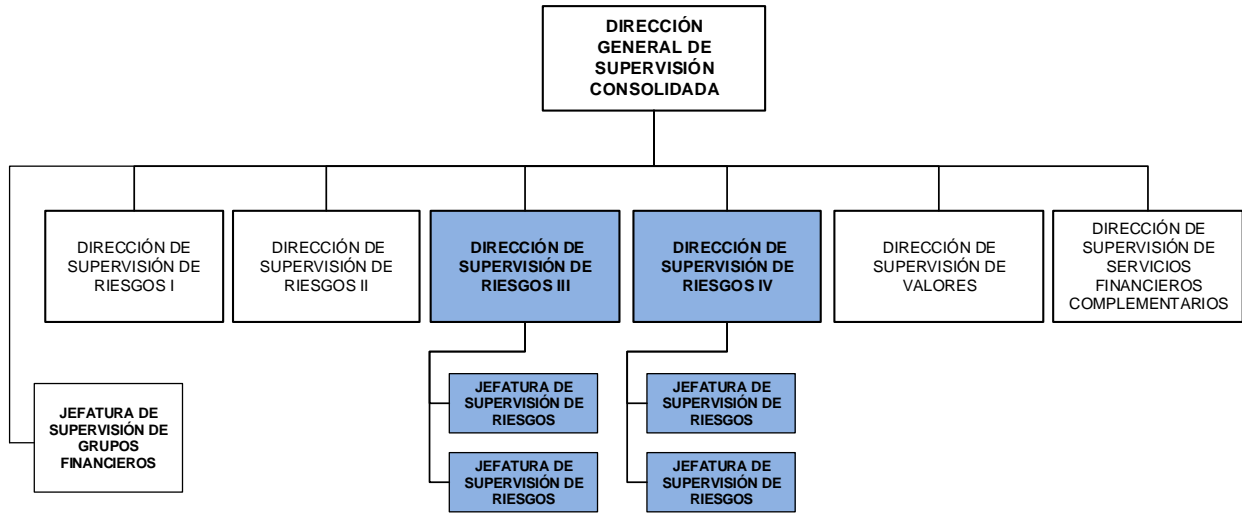 DIRECCIÓN
GENERAL DE
SUPERVISIÓN
CONSOLIDADA
DIRECCIÓN DE
SUPERVISIÓN DE
RIESGOS I
DIRECCIÓN DE
SUPERVISIÓN DE
RIESGOS II
DIRECCIÓN DE
SUPERVISIÓN DE
RIESGOS III
DIRECCIÓN DE
SUPERVISIÓN DE
RIESGOS IV
DIRECCIÓN DE
SUPERVISIÓN DE
VALORES
DIRECCIÓN DE
SUPERVISIÓN DE
SERVICIOS
FINANCIEROS
COMPLEMENTARIOS
JEFATURA DE
SUPERVISIÓN DE
GRUPOS
FINANCIEROS
JEFATURA DE
SUPERVISIÓN DE
RIESGOS
JEFATURA DE
SUPERVISIÓN DE
RIESGOS
JEFATURA DE
SUPERVISIÓN DE
RIESGOS
JEFATURA DE
SUPERVISIÓN DE
RIESGOS